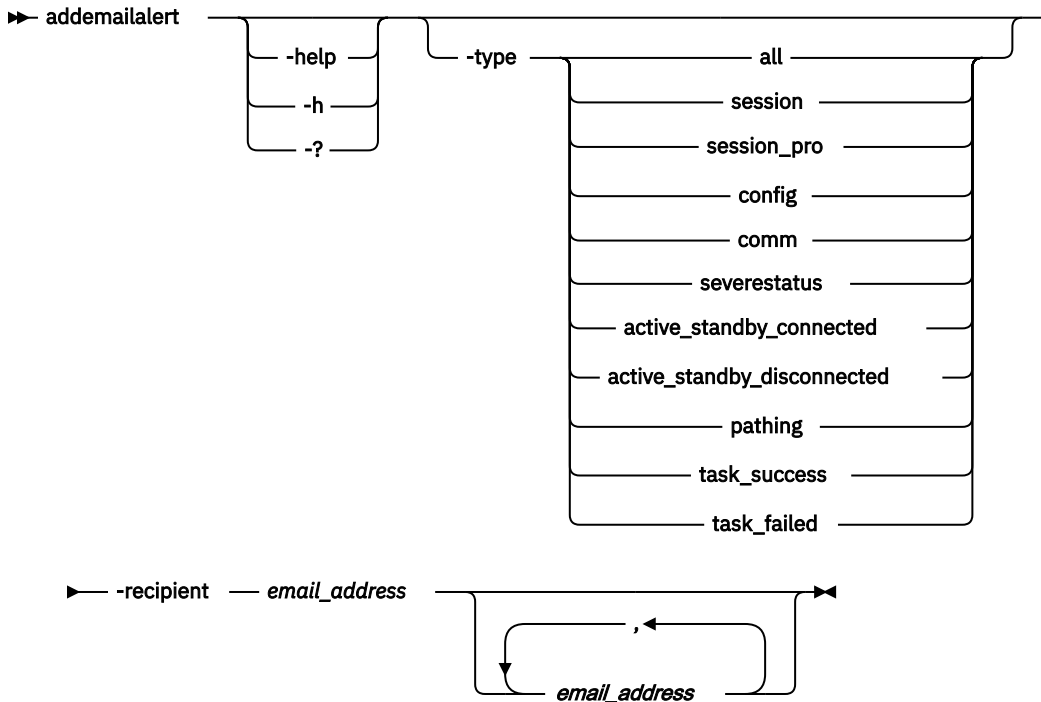 addemailalert
-help
-h
-?
-type
all
session
session_pro
config
comm
severestatus
active_standby_connected
active_standby_disconnected
pathing
task_success
task_failed
-recipient email_address
,
email_address